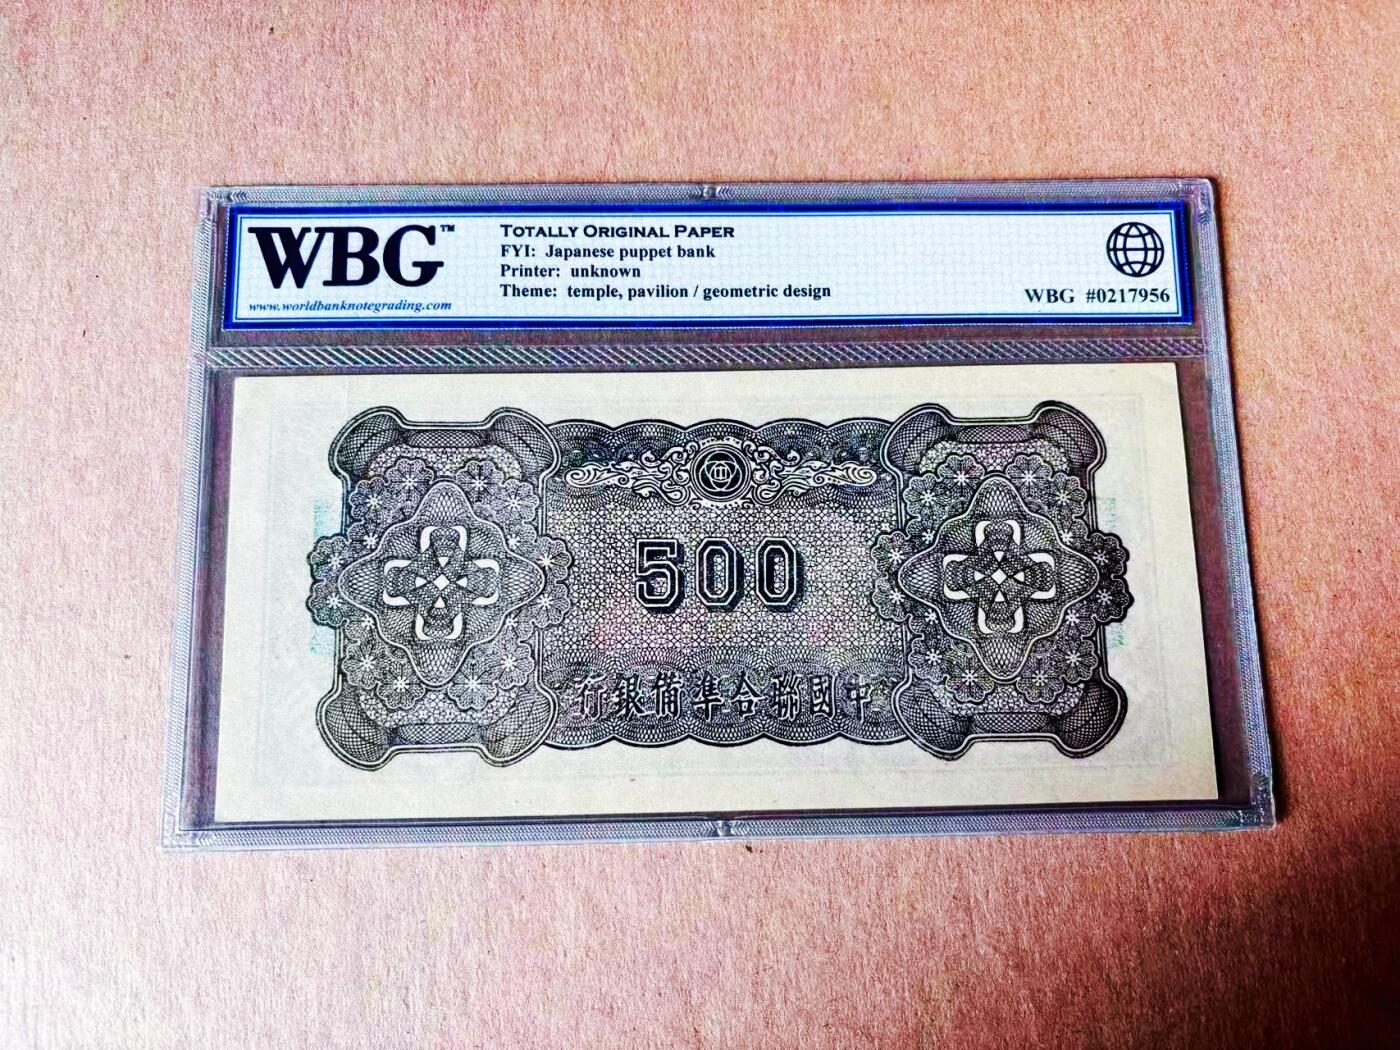 WBG™
www.worldbanknotegrading.com
TOTALLY ORIGINAL PAPER
FYI: Japanese puppet bank
Printer: unknown
Theme: temple, pavilion / geometric design
WBG #0217956
500
行銀備準合聯國中